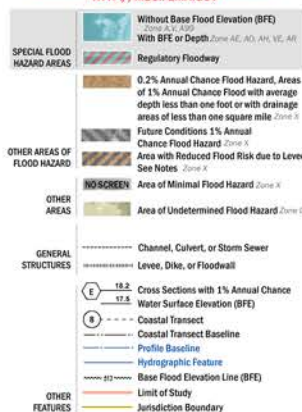 Without Base Flood Elevation (BFE)
Zone A,V, A99
With BFE or Depth Zone AE, AO, AH, VE, AR
SPECIAL FLOOD
HAZARD AREAS
Regulatory Floodway
0.2% Annual Chance Flood Hazard, Areas
of 1% Annual Chance Flood with average
depth less than one foot or with drainage
areas of less than one square mile Zone X
Future Conditions 1% Annual
Chance Flood Hazard Zone X
OTHER AREAS OF
FLOOD HAZARD
Area with Reduced Flood Risk due to Levee
See Notes Zone X
NO SCREEN Area of Minimal Flood Hazard Zone X
OTHER
AREAS
Area of Undetermined Flood Hazard Zone
GENERAL
STRUCTURES
Channel, Culvert, or Storm Sewer
Levee, Dike, or Floodwall
E 18.2 Cross Sections with 1% Annual Chance
17.5 Water Surface Elevation (BFE)
8 Coastal Transect
Coastal Transect Baseline
Profile Baseline
Hydrographic Feature
513 Base Flood Elevation Line (BFE)
OTHER
FEATURES
Limit of Study
Jurisdiction Boundary